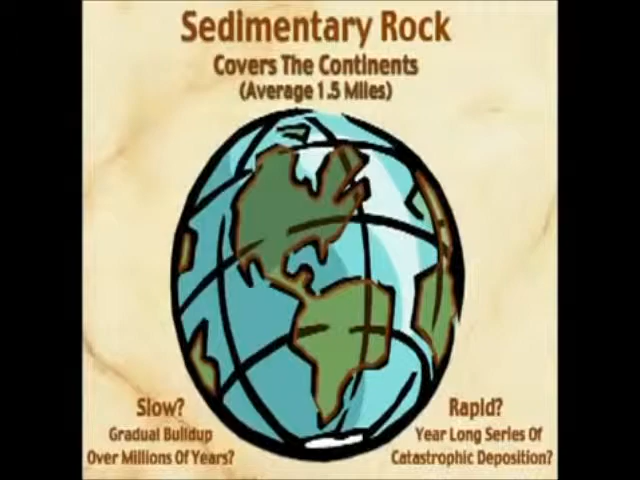 Sedimentary Rock
Covers The Continents
(Average 1.5 Miles)
Slow?
Gradual Buildup
Over Millions Of Years?
Rapid?
Year Long Series Of
Catastrophic Deposition?